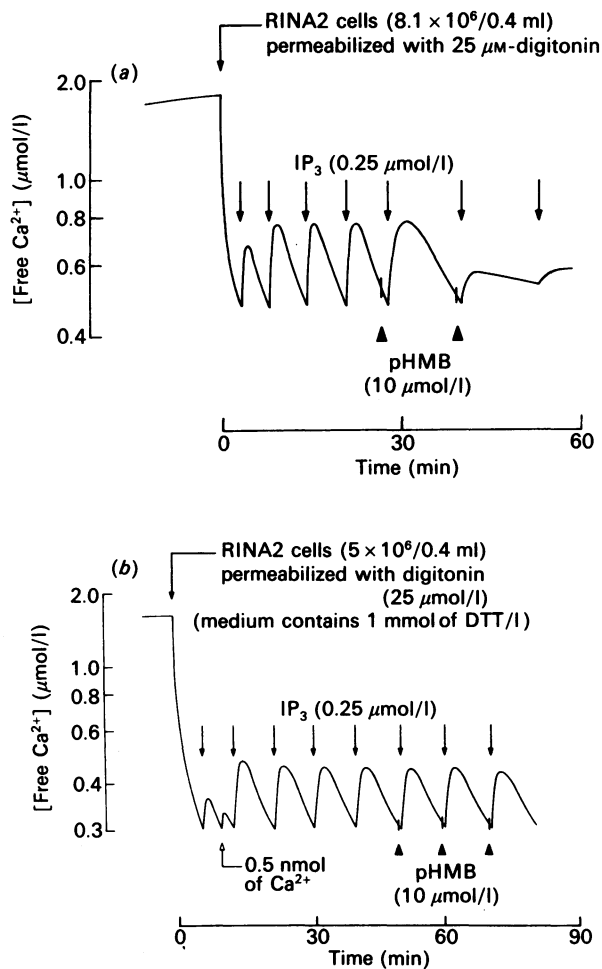 RINA2 cells (8.1 × 10⁶/0.4 ml)
permeabilized with 25 μM-digitonin
(a)
[Free Ca²⁺] (μmol/l)
2.0
1.0
0.8
0.6
0.4
IP₃ (0.25 μmol/l)
pHMB
(10 μmol/l)
0
30
60
Time (min)
RINA2 cells (5 × 10⁶/0.4 ml)
permeabilized with digitonin
(25 μmol/l)
(medium contains 1 mmol of DTT/l)
(b)
[Free Ca²⁺] (μmol/l)
2.0
1.0
0.8
0.6
0.4
0.3
IP₃ (0.25 μmol/l)
0.5 nmol
of Ca²⁺
pHMB
(10 μmol/l)
0
30
60
90
Time (min)